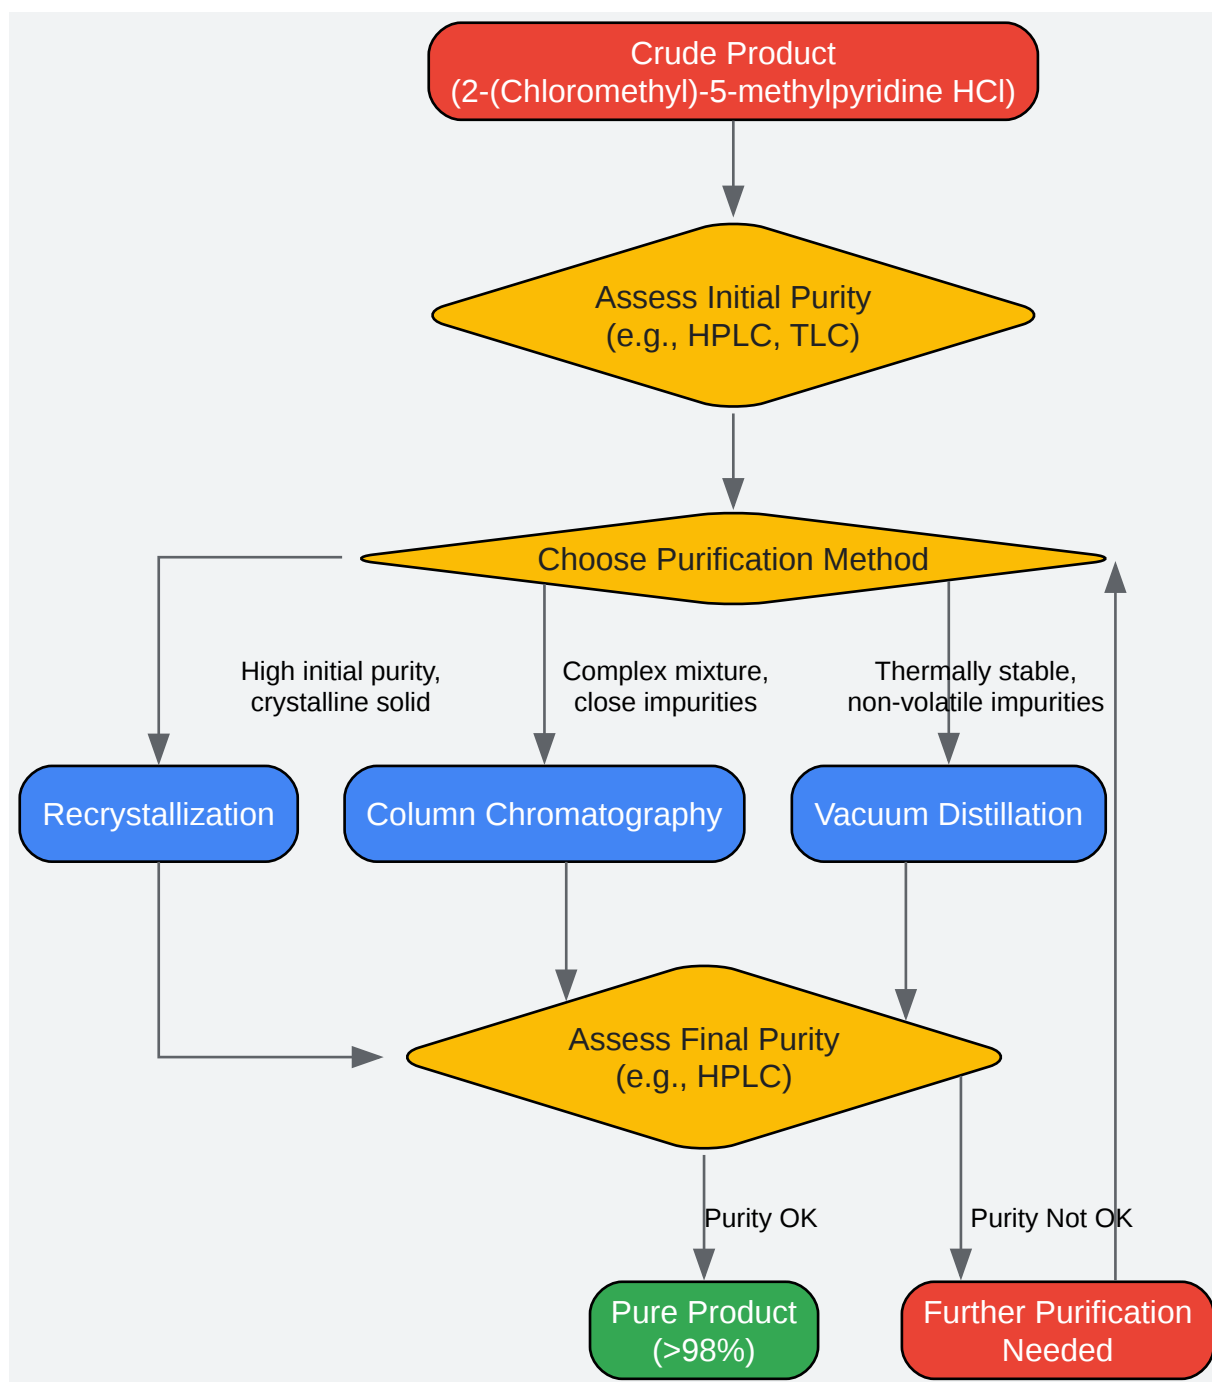 Crude Product
(2-(Chloromethyl)-5-methylpyridine HCl)
Assess Initial Purity
(e.g., HPLC, TLC)
Choose Purification Method
High initial purity,
crystalline solid
Complex mixture,
close impurities
Thermally stable,
non-volatile impurities
Recrystallization
Column Chromatography
Vacuum Distillation
Assess Final Purity
(e.g., HPLC)
Purity OK
Purity Not OK
Pure Product
(>98%)
Further Purification
Needed